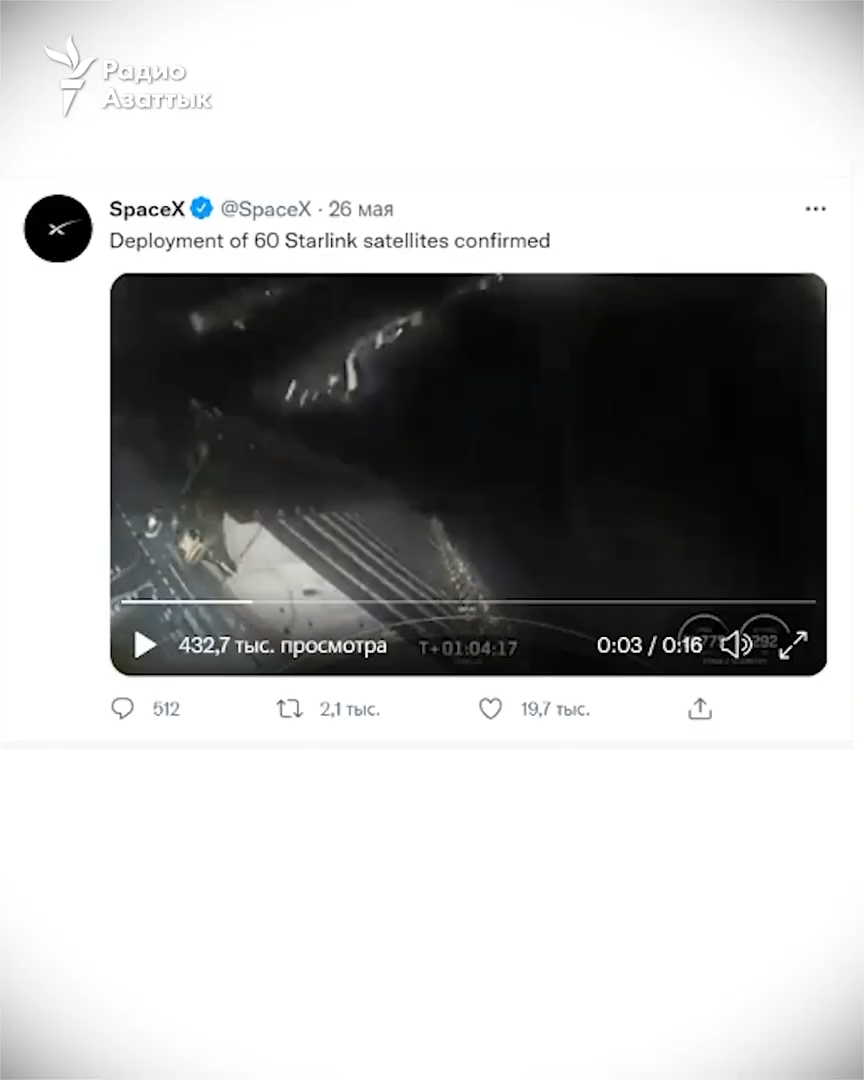 Радио
Азаттык
SpaceX @SpaceX · 26 мая
Deployment of 60 Starlink satellites confirmed
432,7 тыс. просмотра
T+01:04:17
0:03 / 0:16
512
2,1 тыс.
19,7 тыс.